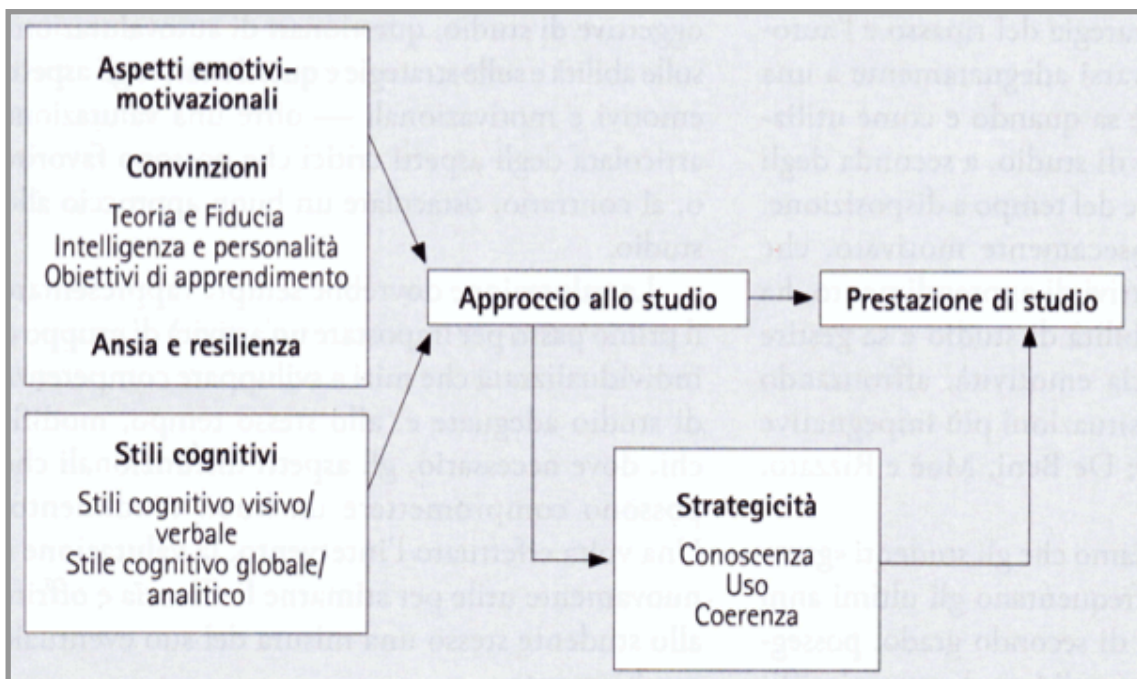 Aspetti emotivi–
motivazionali
Convinzioni
Teoria e Fiducia
Intelligenza e personalità
Obiettivi di apprendimento
Ansia e resilienza
Stili cognitivi
Stili cognitivo visivo/
verbale
Stile cognitivo globale/
analitico
Approccio allo studio
Prestazione di studio
Strategicità
Conoscenza
Uso
Coerenza